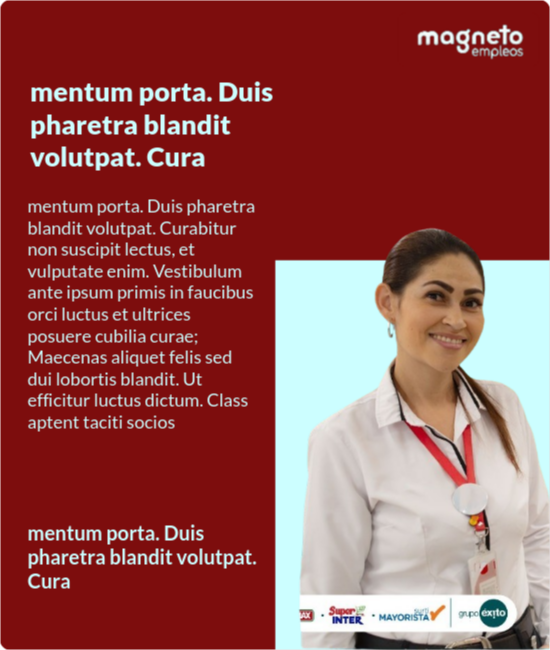 magneto
empleos
mentum porta. Duis
pharetra blandit
volutpat. Cura
mentum porta. Duis pharetra
blandit volutpat. Curabitur
non suscipit lectus, et
vulputate enim. Vestibulum
ante ipsum primis in faucibus
orci luctus et ultrices
posuere cubilia curae;
Maecenas aliquet felis sed
dui lobortis blandit. Ut
efficitur luctus dictum. Class
aptent taciti socios
mentum porta. Duis
pharetra blandit volutpat.
Cura
Super INTER
MAYORISTA
grupo éxito